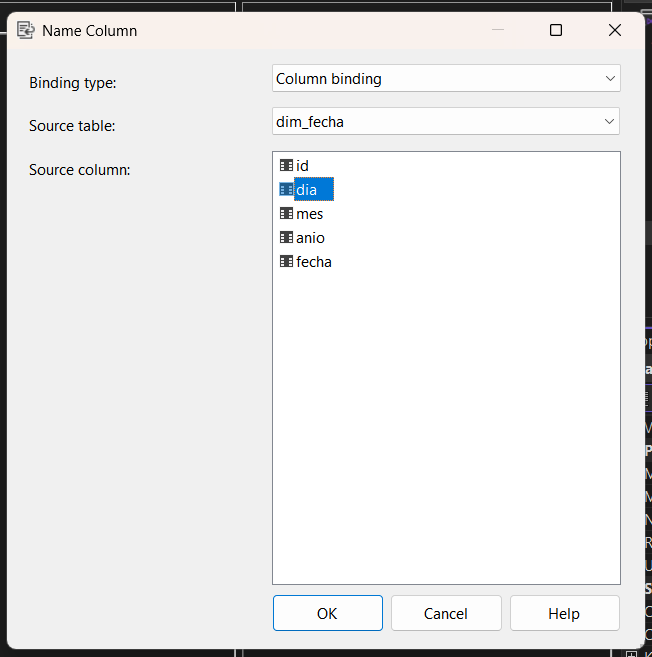 Name Column
Binding type:
Column binding
Source table:
dim_fecha
Source column:
id
dia
mes
anio
fecha
OK
Cancel
Help